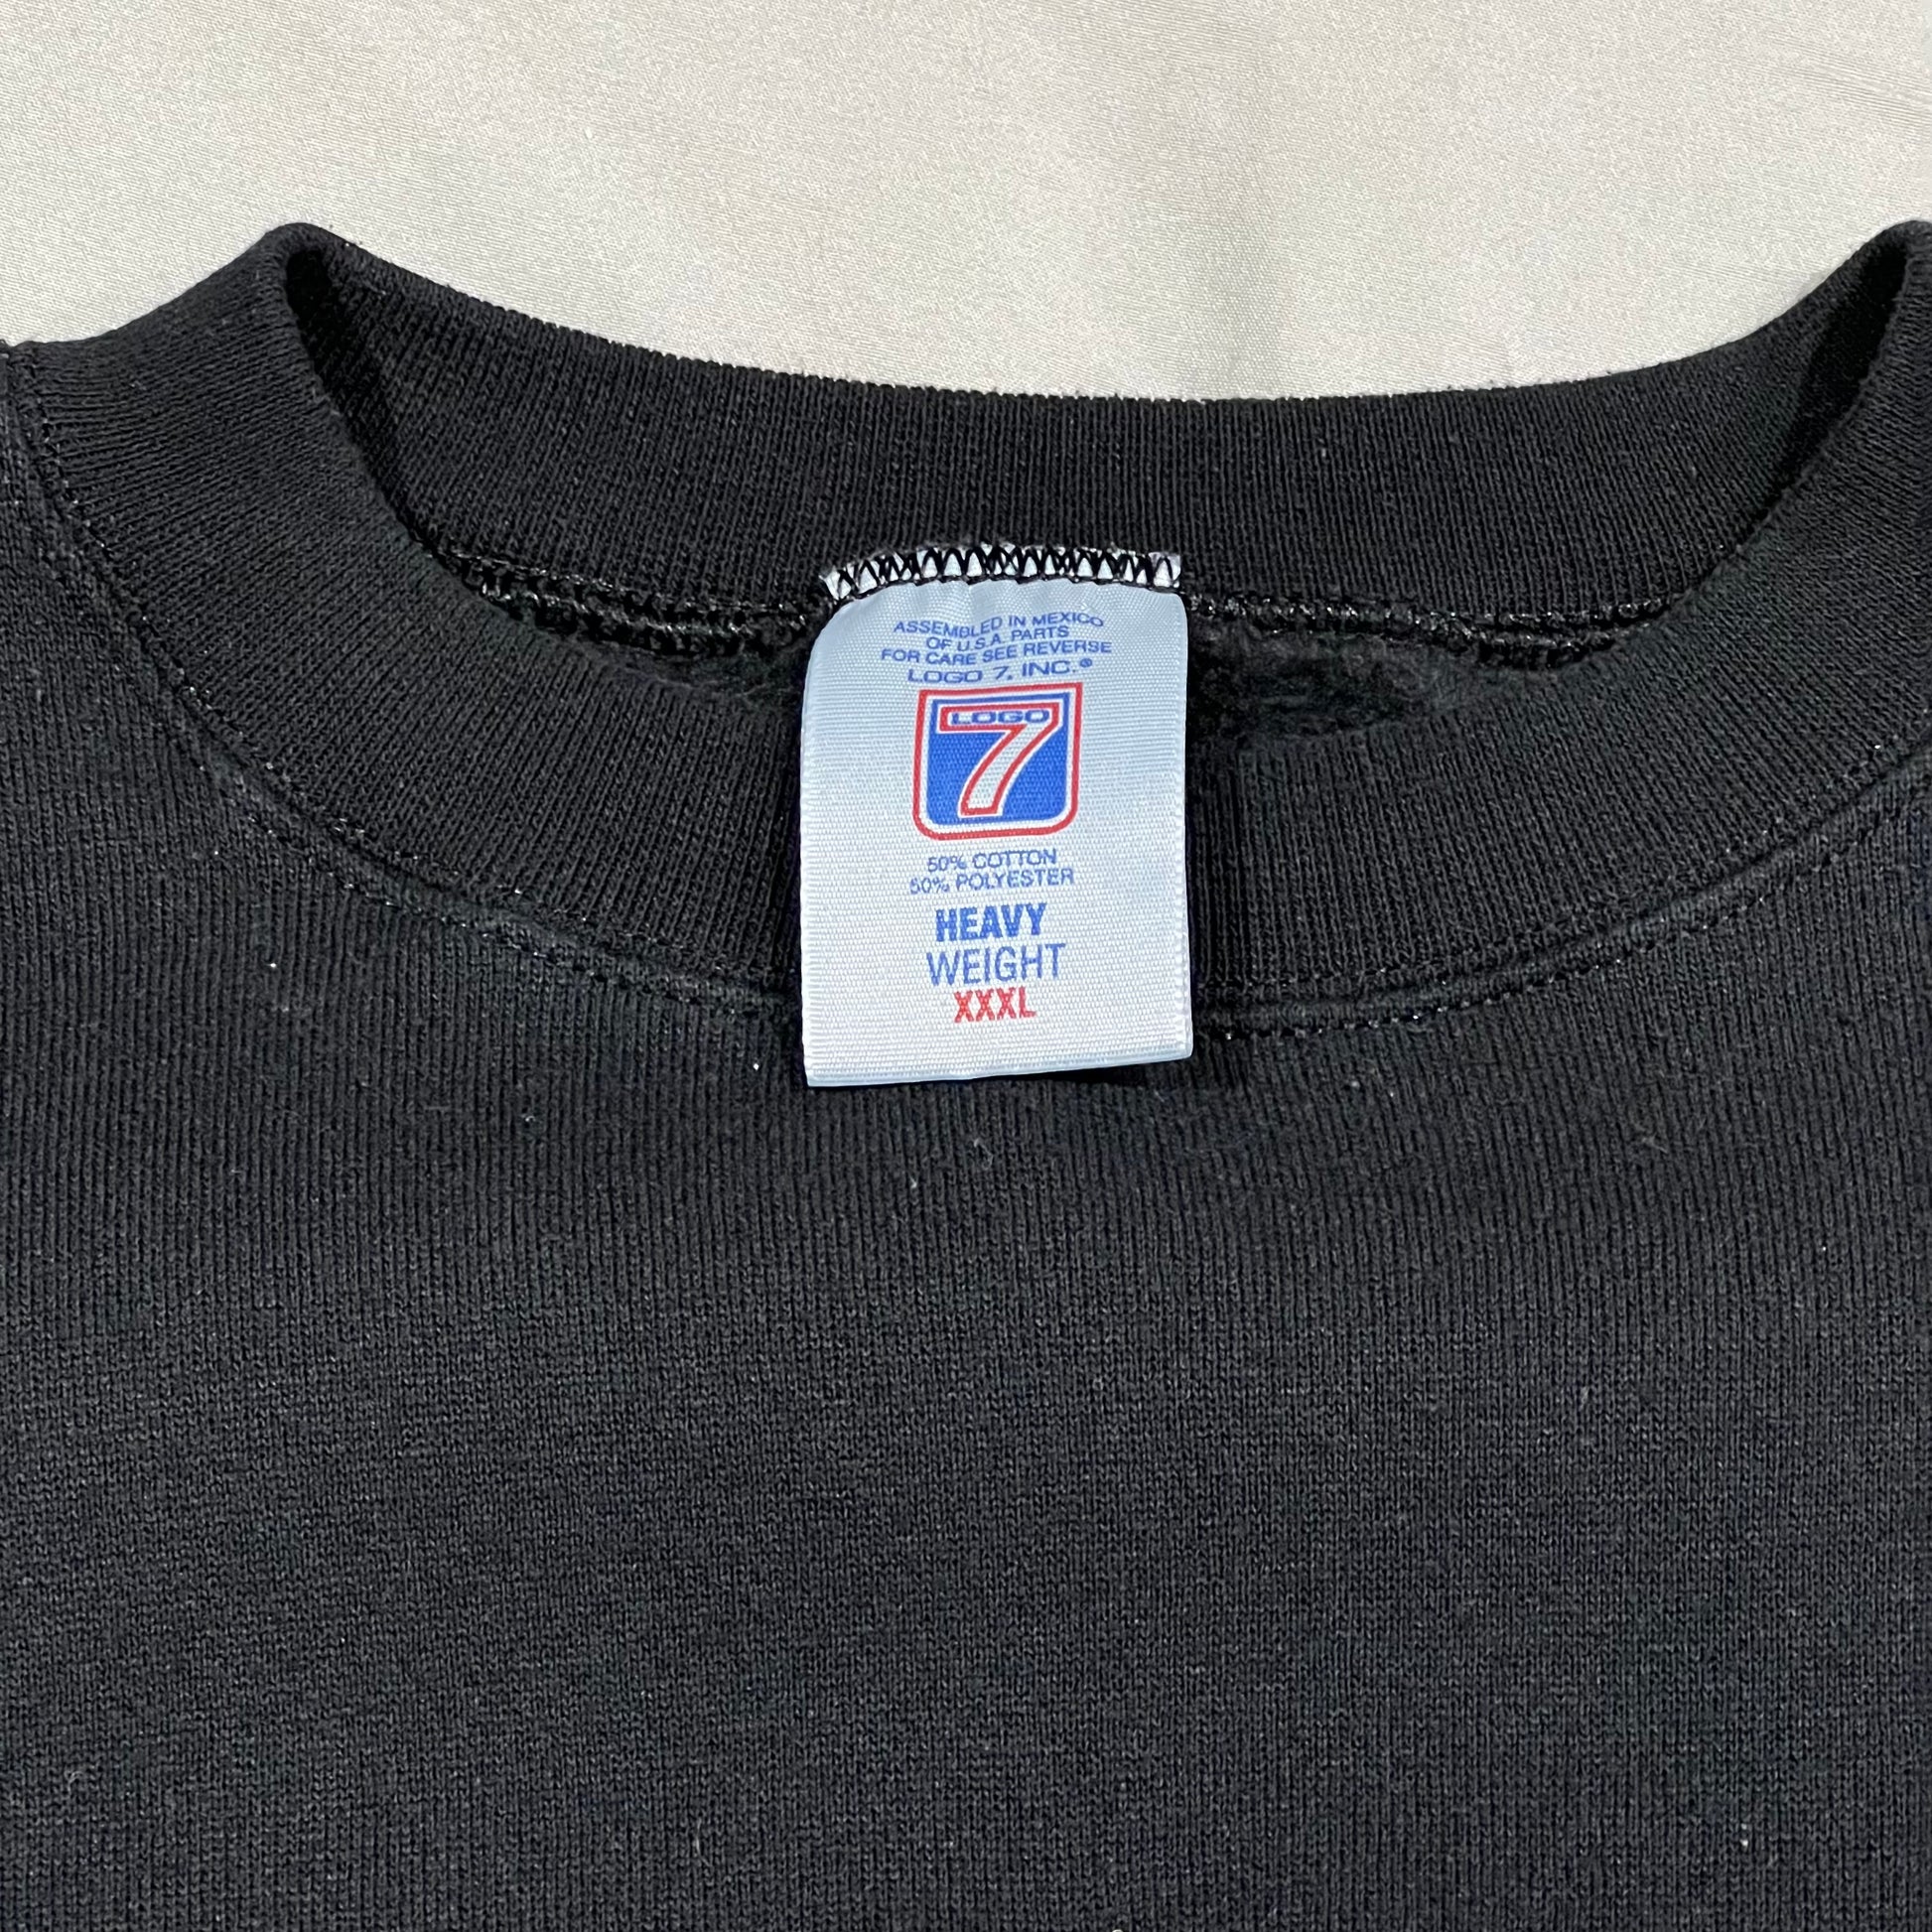 ASSEMBLED IN MEXICO
OF U.S.A. PARTS
FOR CARE SEE REVERSE
LOGO 7, INC.®
LOGO
7
50% COTTON
50% POLYESTER
HEAVY
WEIGHT
XXXL